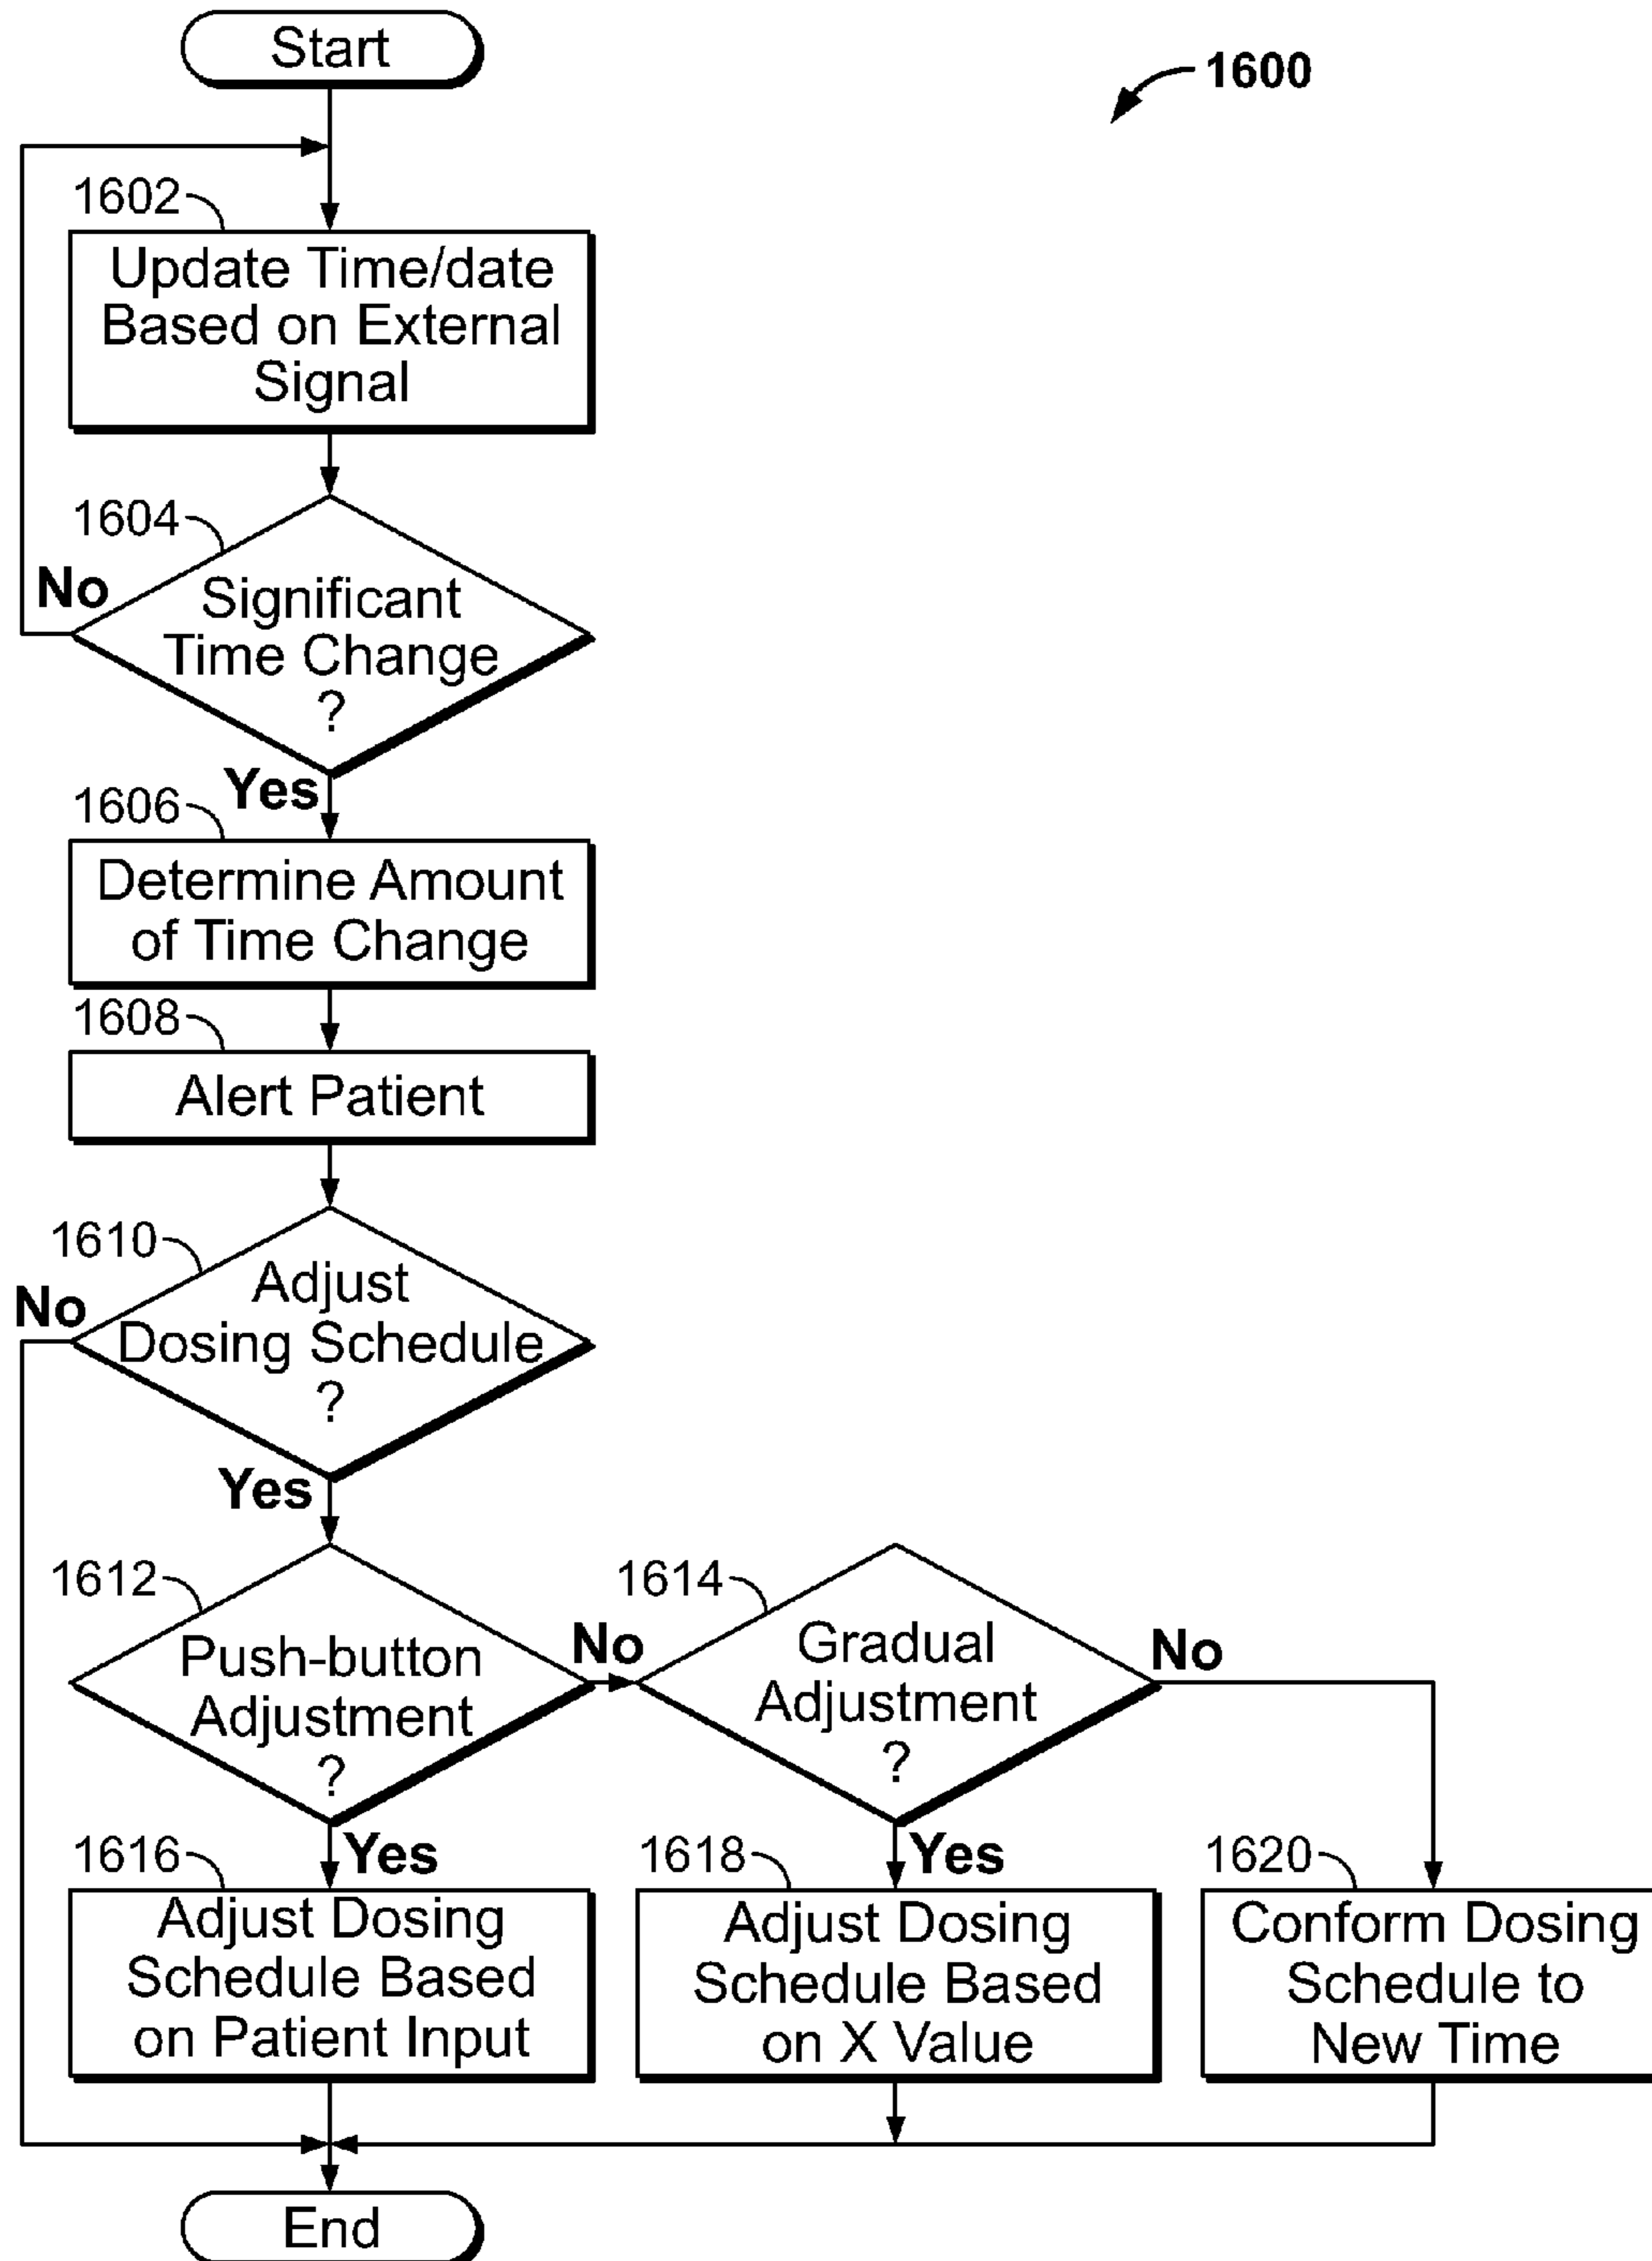 Start
1600
1602
Update Time/date
Based on External
Signal
1604
No
Significant
Time Change
?
Yes
1606
Determine Amount
of Time Change
1608
Alert Patient
1610
No
Adjust
Dosing Schedule
?
Yes
1612
Push-button
Adjustment
?
No
1614
Gradual
Adjustment
?
No
1616
Yes
Adjust Dosing
Schedule Based
on Patient Input
1618
Yes
Adjust Dosing
Schedule Based
on X Value
1620
Conform Dosing
Schedule to
New Time
End